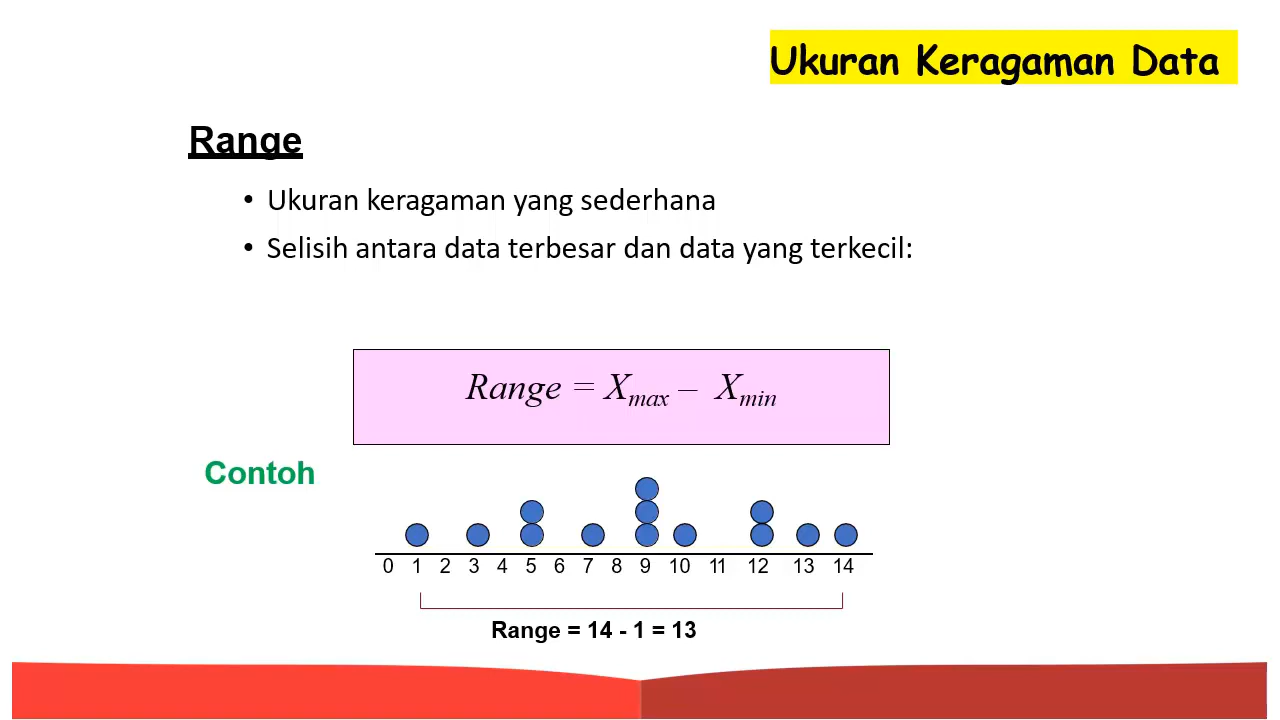 Ukuran Keragaman Data
Range
• Ukuran keragaman yang sederhana
• Selisih antara data terbesar dan data yang terkecil:
Range = Xmax – Xmin
Contoh
0 1 2 3 4 5 6 7 8 9 10 11 12 13 14
Range = 14 - 1 = 13